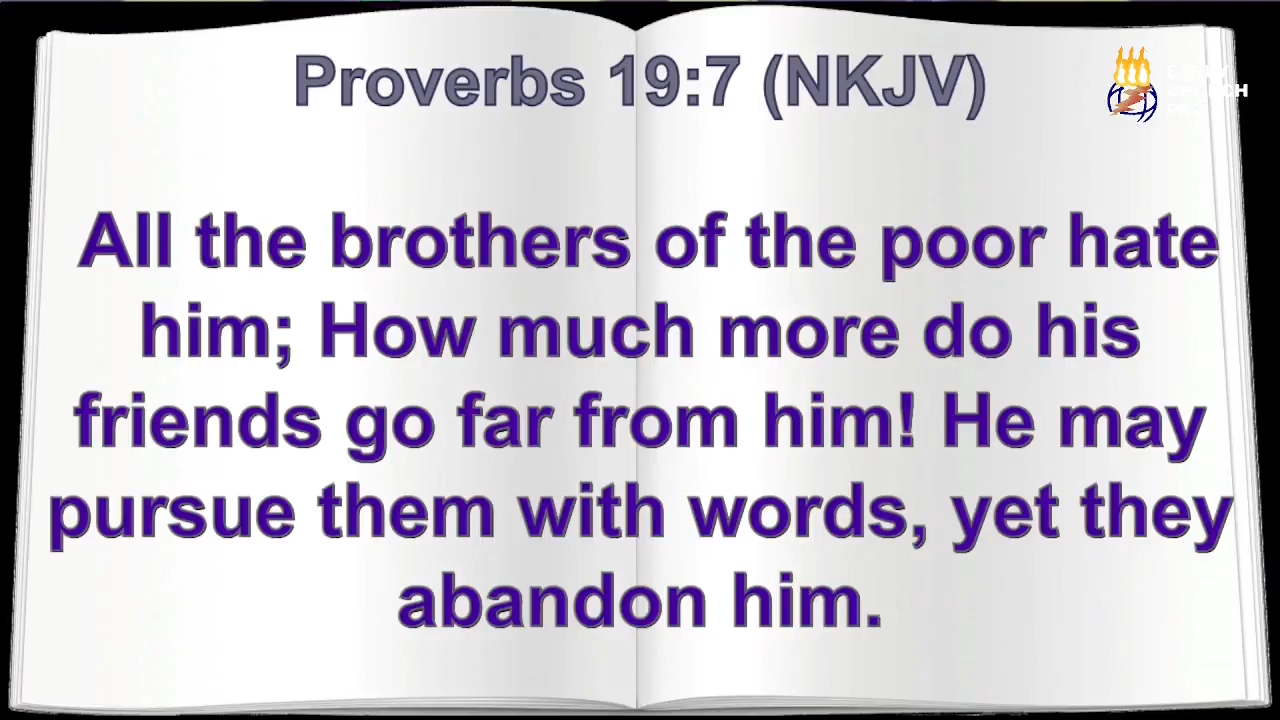 Proverbs 19:7 (NKJV)
All the brothers of the poor hate
him; How much more do his
friends go far from him! He may
pursue them with words, yet they
abandon him.